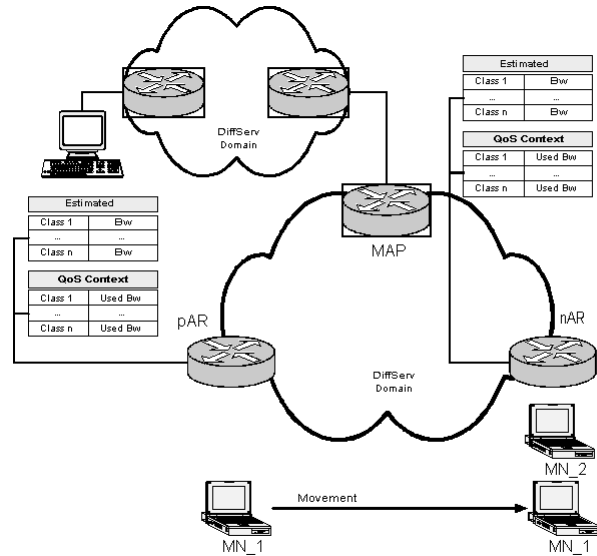 DiffServ
Domain
Estimated
Class 1 Bw
... ...
Class n Bw
QoS Context
Class 1 Used Bw
... ...
Class n Used Bw
MAP
Estimated
Class 1 Bw
... ...
Class n Bw
QoS Context
Class 1 Used Bw
... ...
Class n Used Bw
pAR
nAR
DiffServ
Domain
MN_2
Movement
MN_1
MN_1